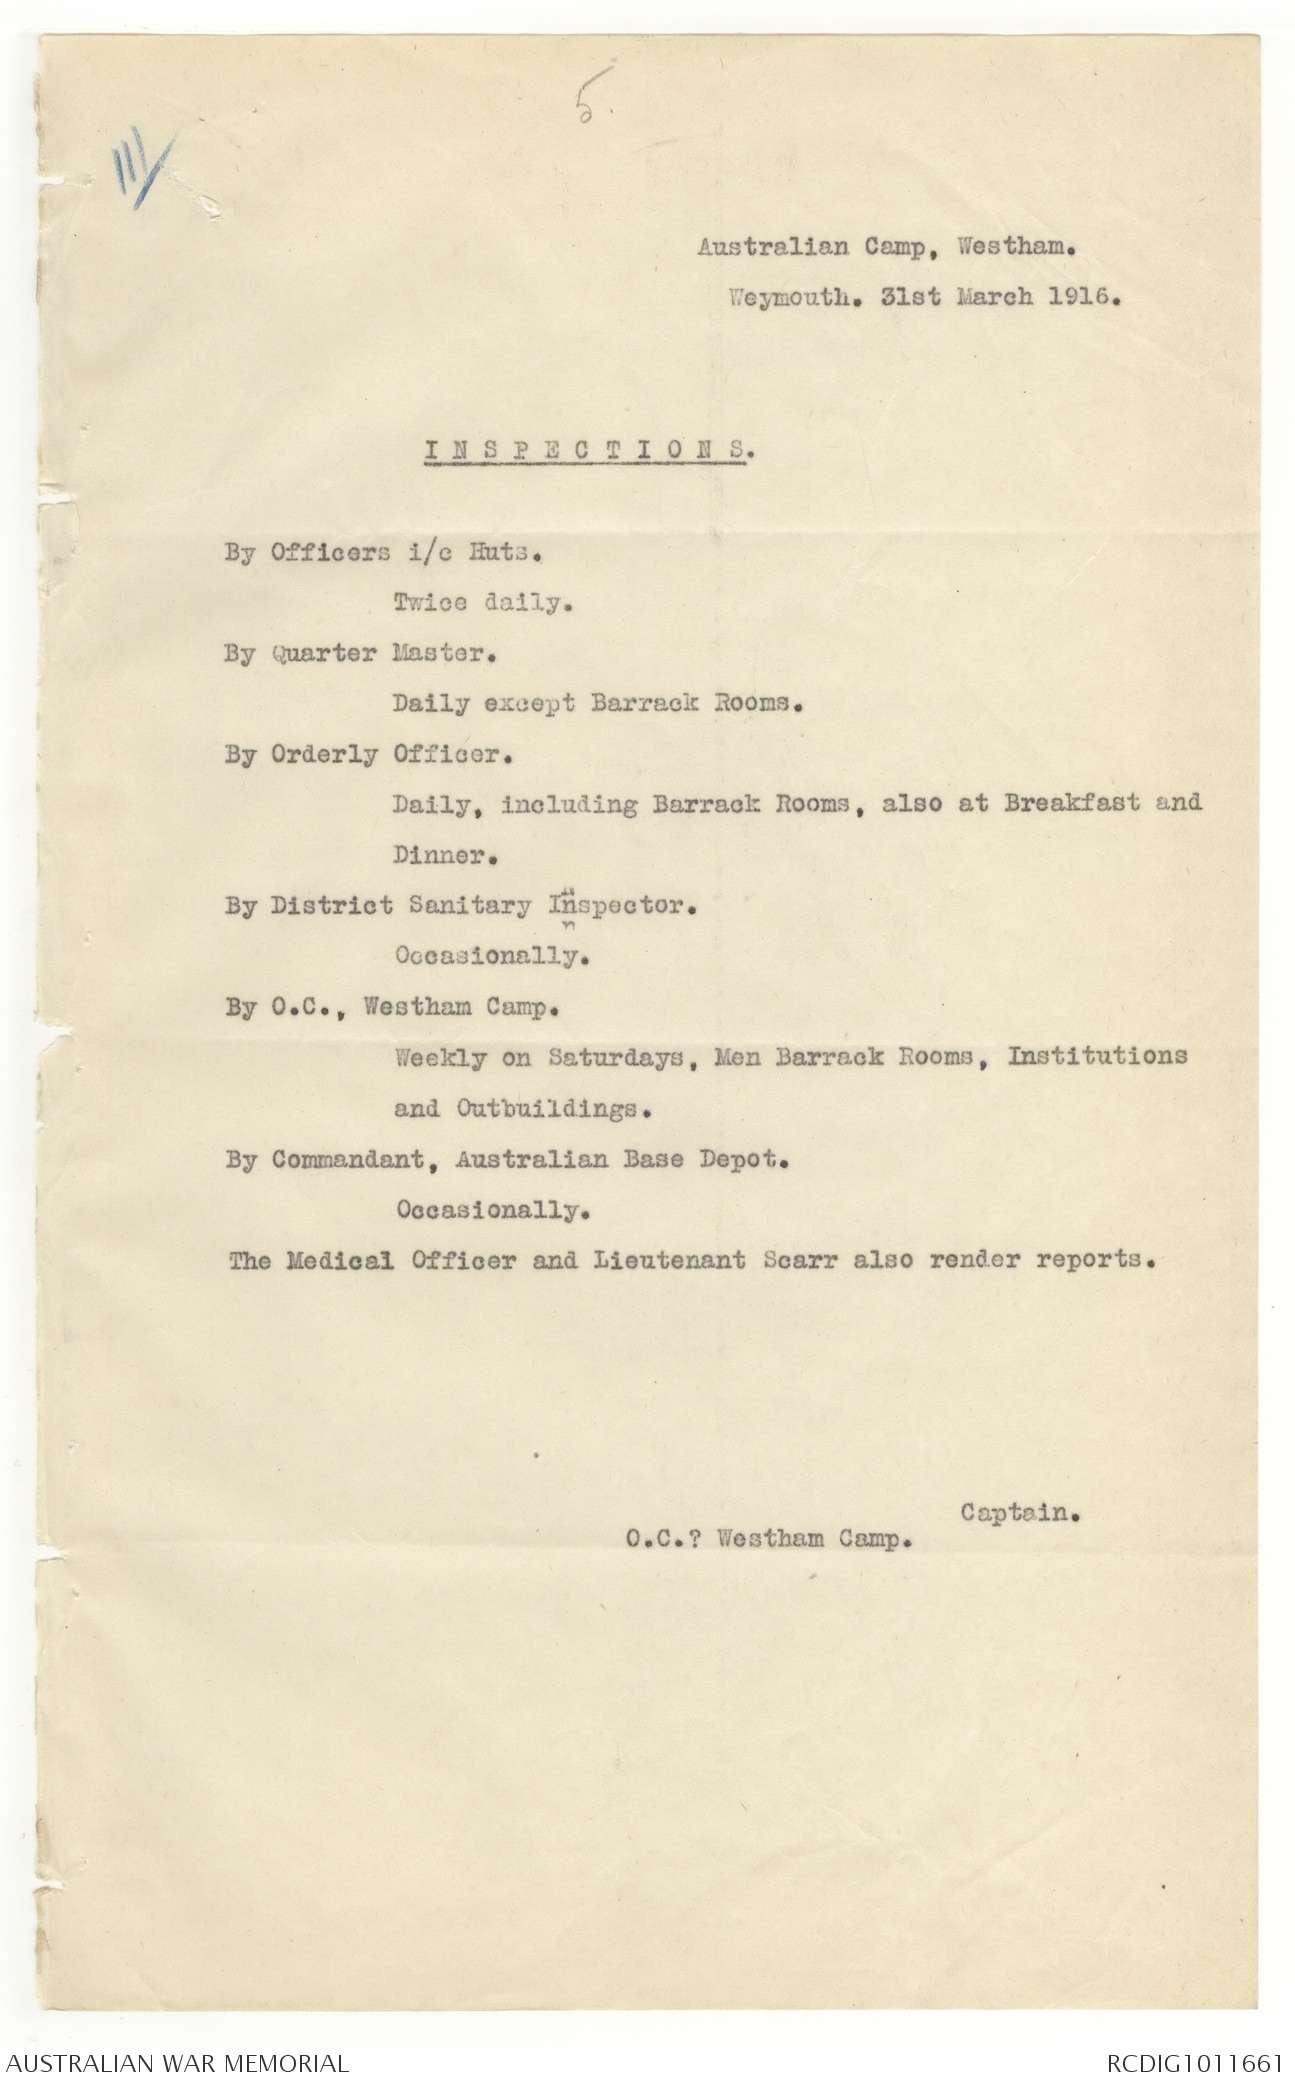 5.
111/
Australian Camp, Westham.
Weymouth. 31st March 1916.
I N S P E C T I O N S.
By Officers i/c Huts.
Twice daily.
By Quarter Master.
Daily except Barrack Rooms.
By Orderly Officer.
Daily, including Barrack Rooms, also at Breakfast and
Dinner.
By District Sanitary Inspector.
Occasionally.
By O.C., Westham Camp.
Weekly on Saturdays, Men Barrack Rooms, Institutions
and Outbuildings.
By Commandant, Australian Base Depot.
Occasionally.
The Medical Officer and Lieutenant Scarr also render reports.
Captain.
O.C.? Westham Camp.
AUSTRALIAN WAR MEMORIAL
RCDIG1011661